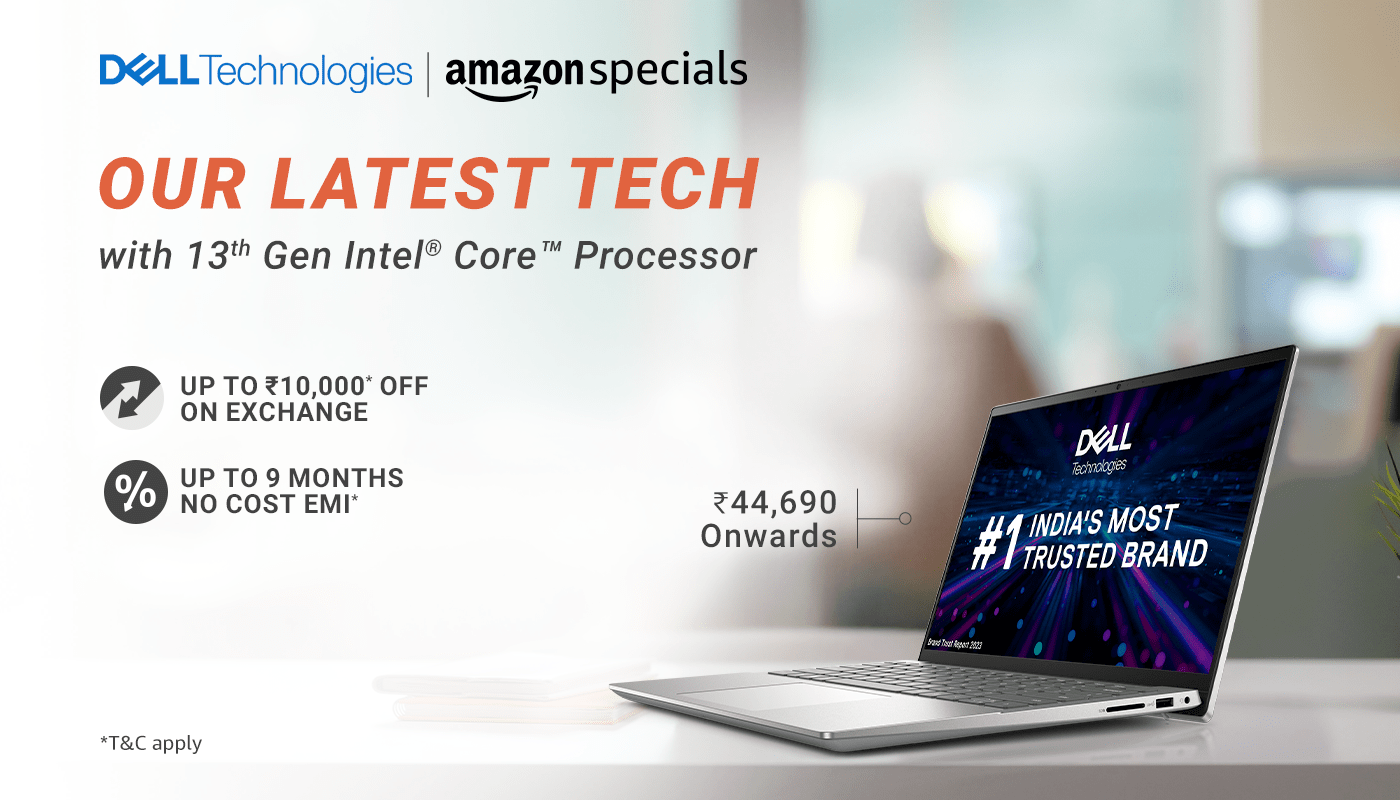 DELL Technologies | amazon specials
OUR LATEST TECH
with 13th Gen Intel® Core™ Processor
UP TO ₹10,000* OFF
ON EXCHANGE
%
UP TO 9 MONTHS
NO COST EMI*
₹44,690
Onwards
DELL
Technologies
#1 INDIA'S MOST
TRUSTED BRAND
Brand Trust Report 2023
*T&C apply